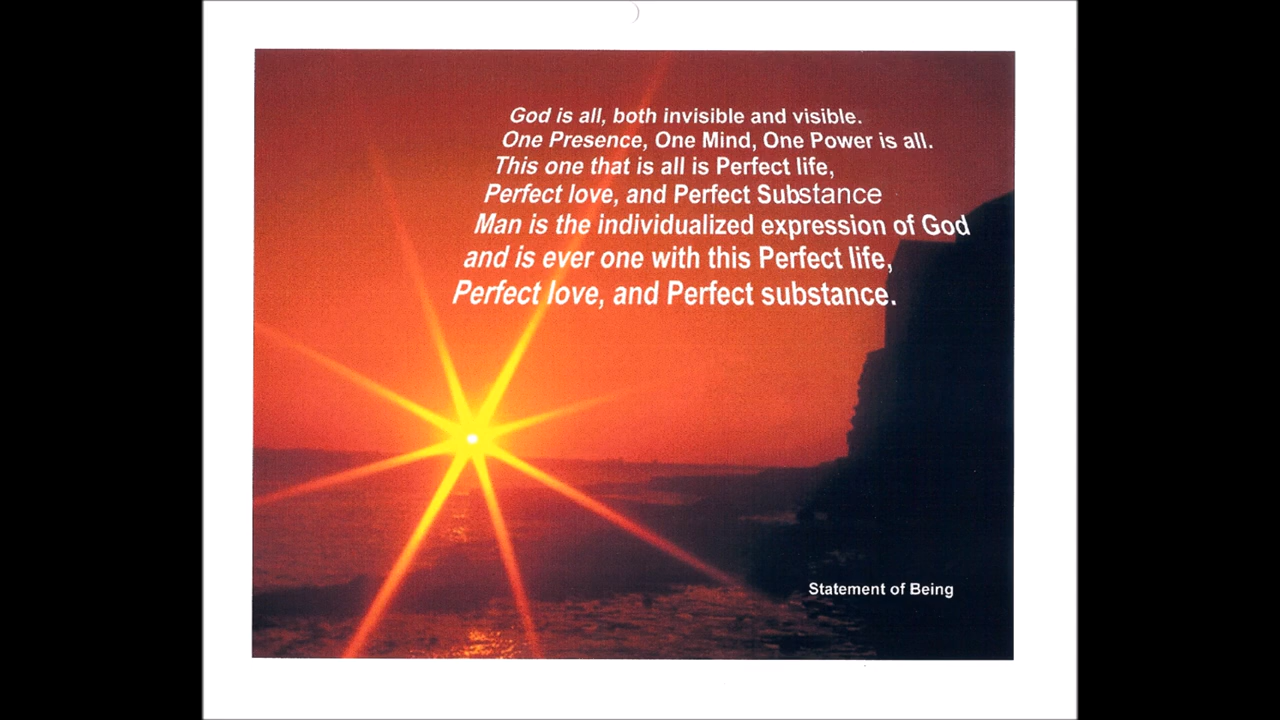 God is all, both invisible and visible.
One Presence, One Mind, One Power is all.
This one that is all is Perfect life,
Perfect love, and Perfect Substance
Man is the individualized expression of God
and is ever one with this Perfect life,
Perfect love, and Perfect substance.
Statement of Being